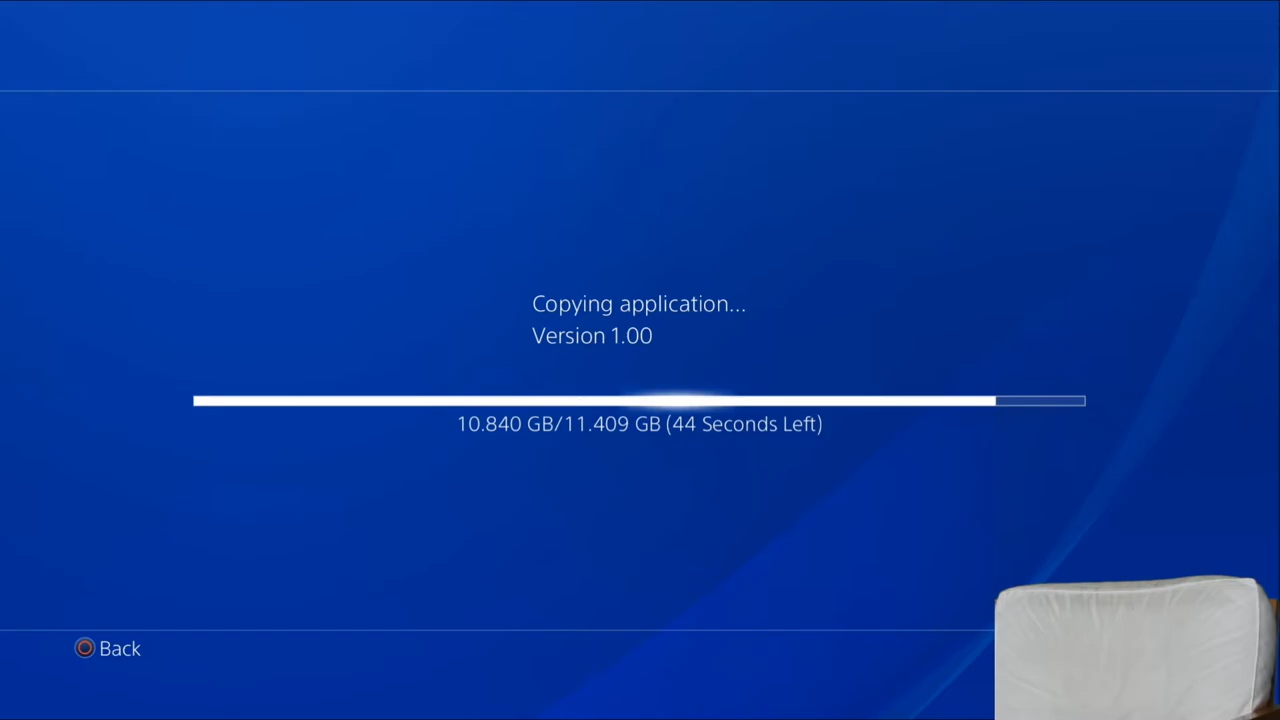 Copying application...
Version 1.00
10.840 GB/11.409 GB (44 Seconds Left)
Back